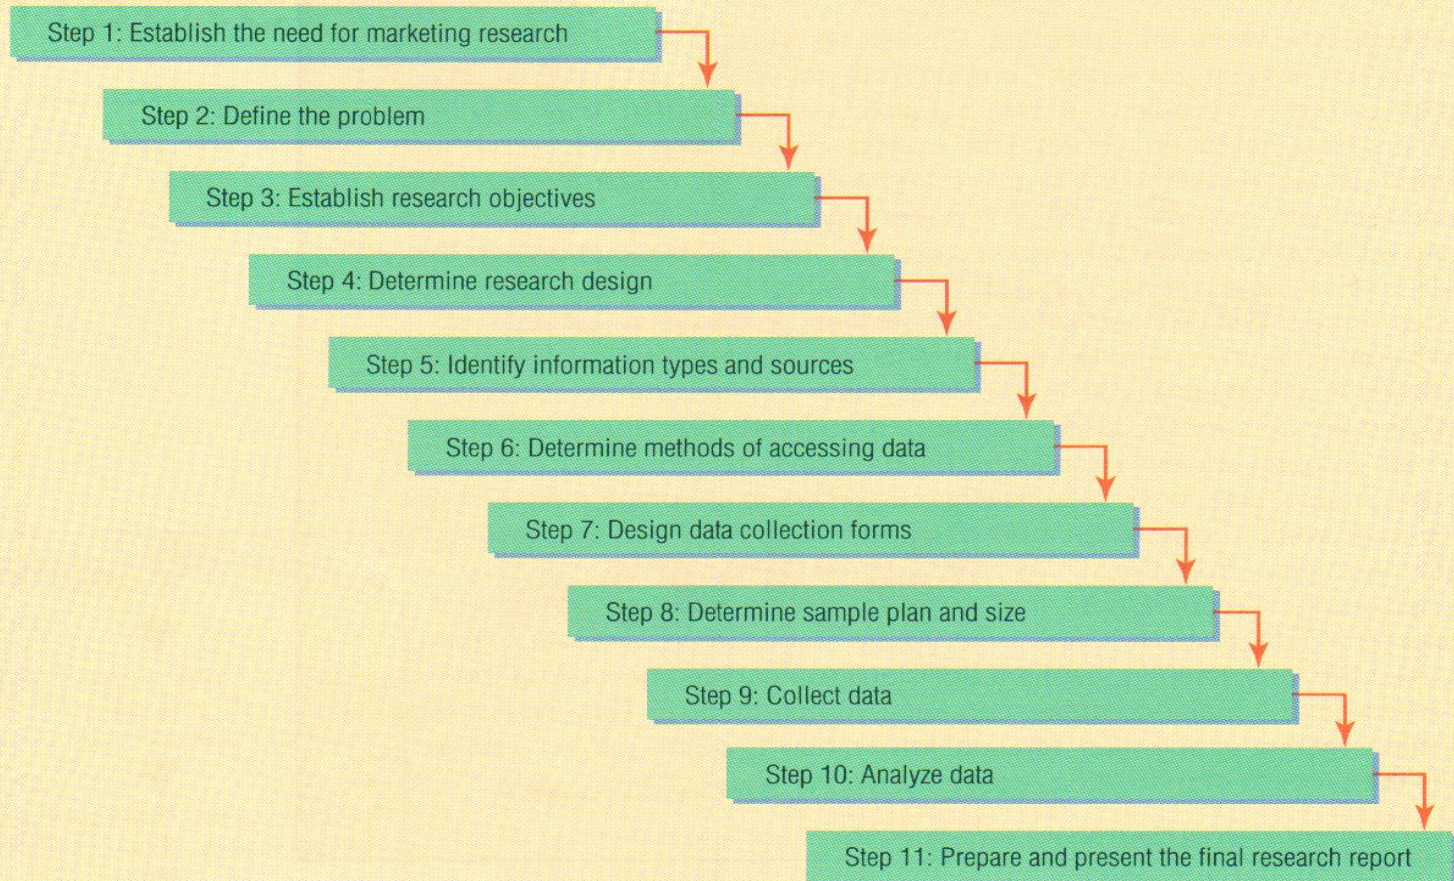 Step 1: Establish the need for marketing research
Step 2: Define the problem
Step 3: Establish research objectives
Step 4: Determine research design
Step 5: Identify information types and sources
Step 6: Determine methods of accessing data
Step 7: Design data collection forms
Step 8: Determine sample plan and size
Step 9: Collect data
Step 10: Analyze data
Step 11: Prepare and present the final research report